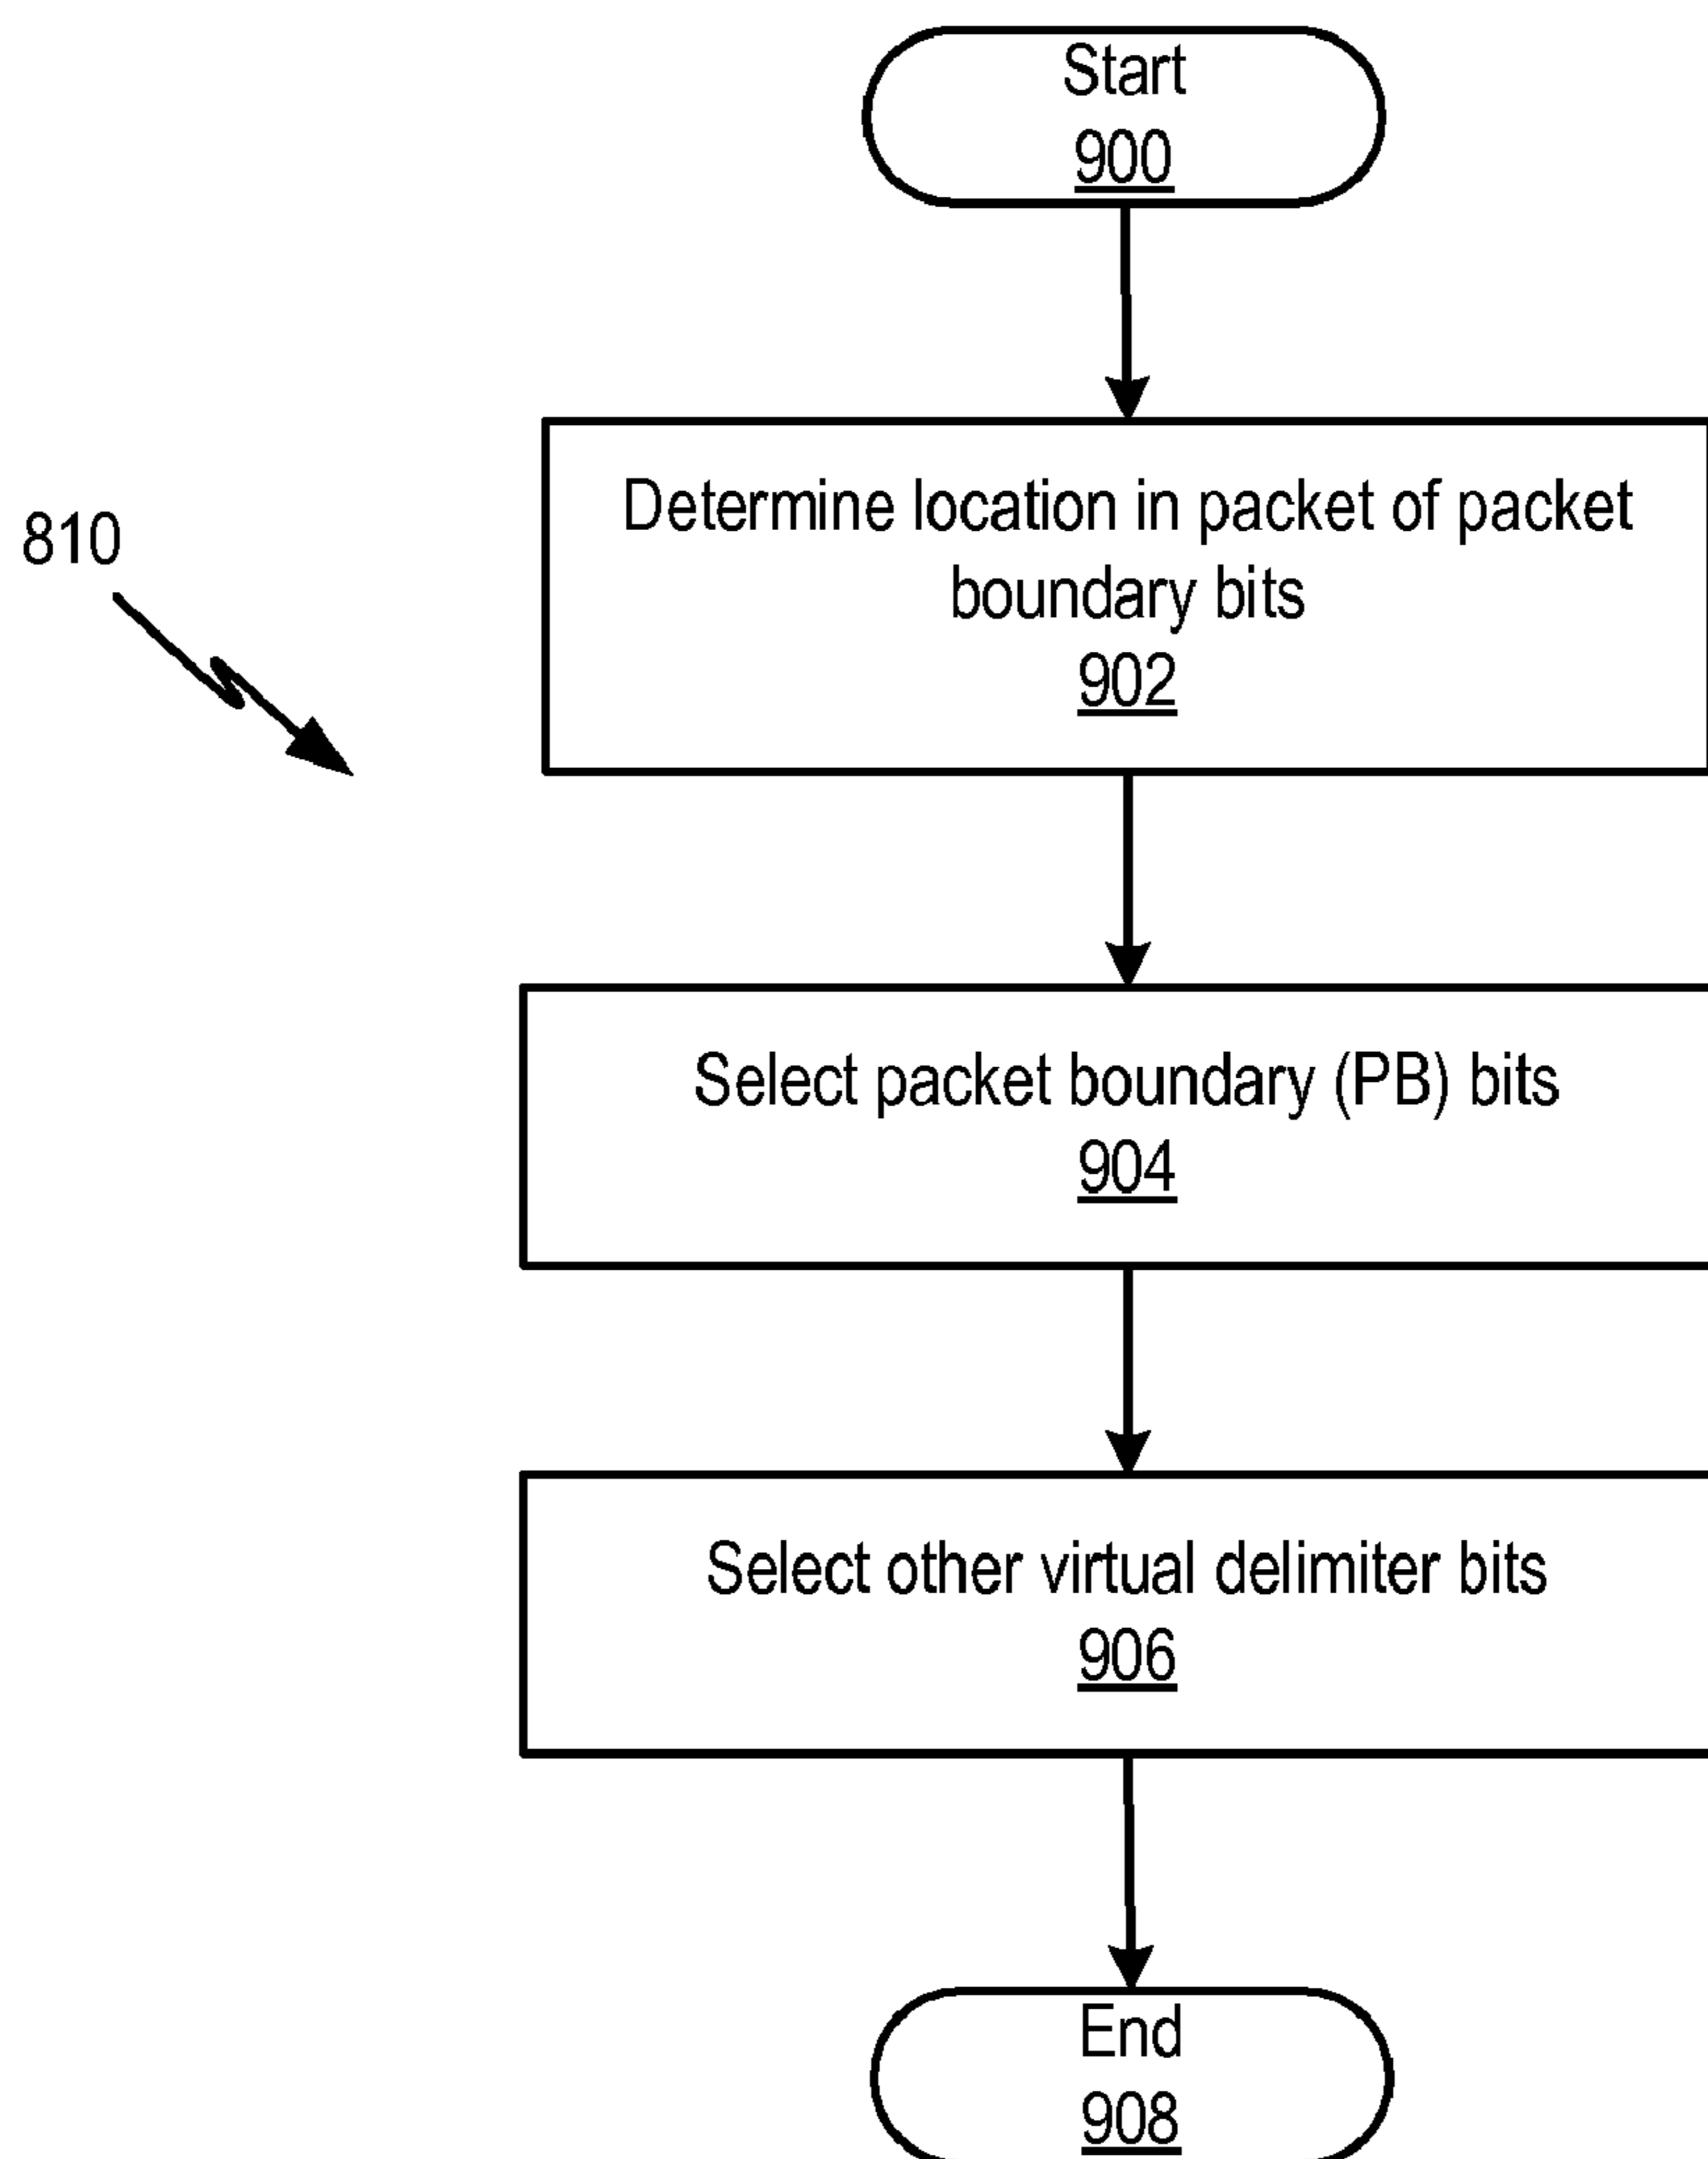 Start
900
810
Determine location in packet of packet
boundary bits
902
Select packet boundary (PB) bits
904
Select other virtual delimiter bits
906
End
908